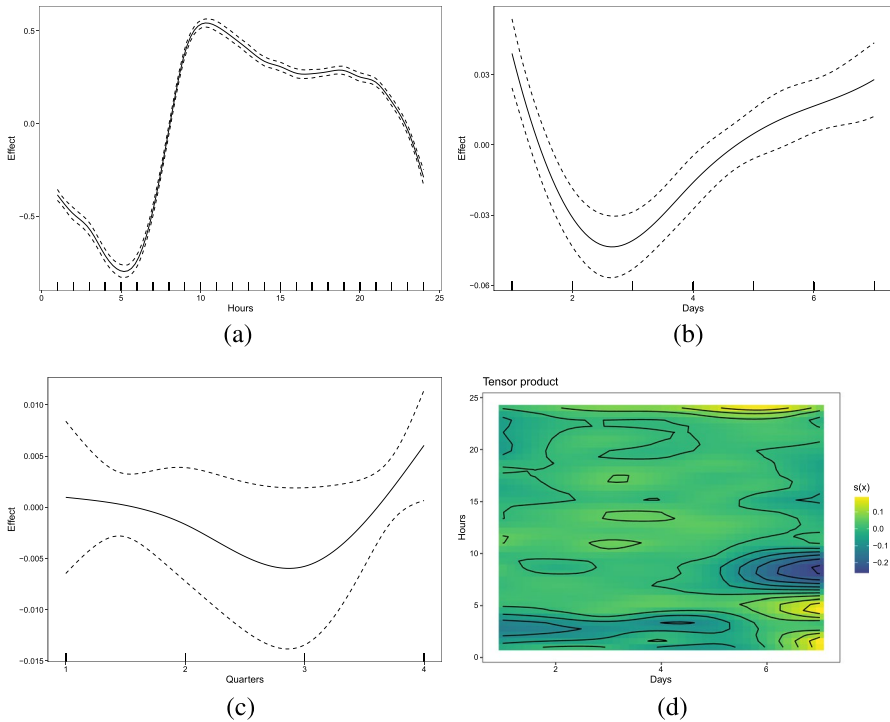 0.5
0.0
−0.5
Effect
0
5
10
15
20
25
Hours
(a)
0.03
0.00
−0.03
−0.06
Effect
2
4
6
Days
(b)
0.010
0.005
0.000
−0.005
−0.010
−0.015
Effect
1
2
3
4
Quarters
(c)
Tensor product
25
20
15
10
5
0
Hours
2
4
6
Days
s(x)
0.1
0.0
−0.1
−0.2
(d)